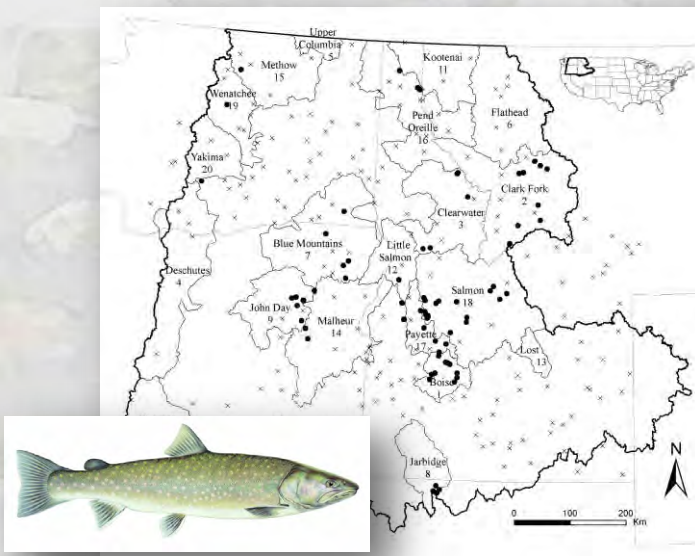 Upper
Columbia
5
Methow
15
Kootenai
11
Wenatchee
19
Pend
Oreille
16
Flathead
6
Yakima
20
Clark Fork
2
Clearwater
3
Blue Mountains
7
Little
Salmon
12
Deschutes
4
Salmon
18
John Day
9
Malheur
14
Payette
17
Lost
13
Boise
1
Jarbidge
8
N
0 100 200
Km